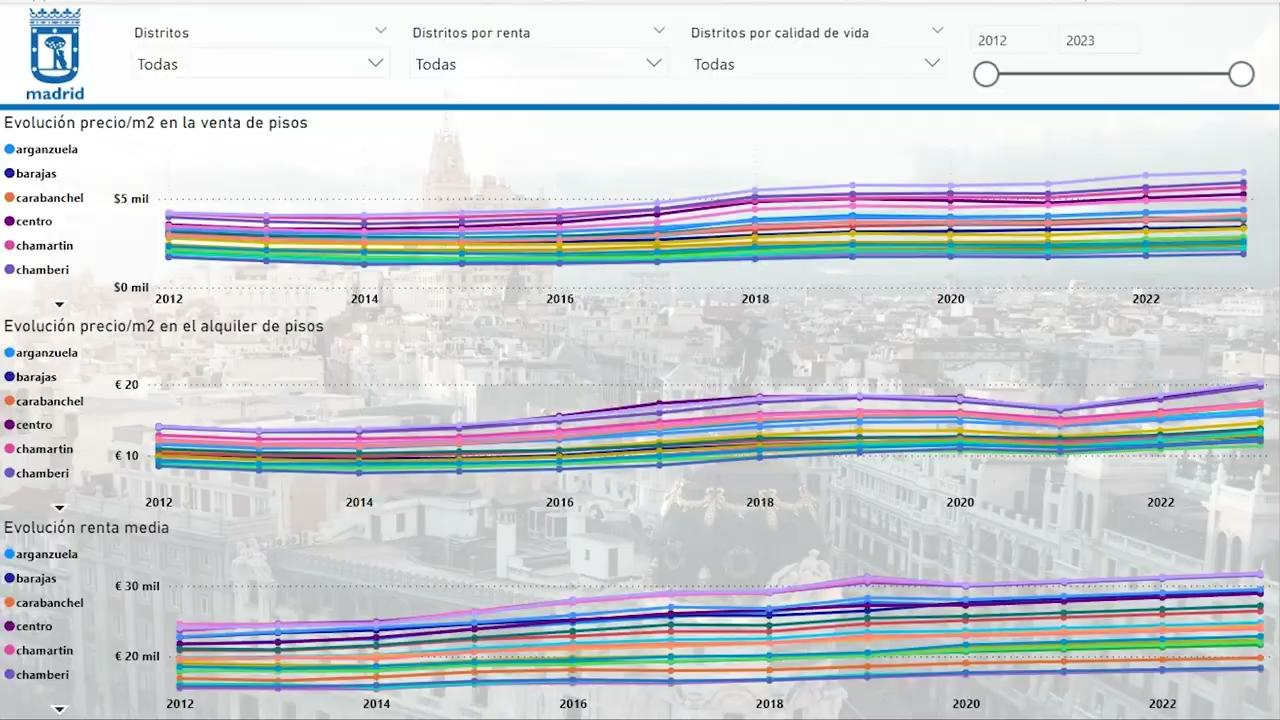 madrid
Distritos
Todas
Distritos por renta
Todas
Distritos por calidad de vida
Todas
2012
2023
Evolución precio/m2 en la venta de pisos
arganzuela
barajas
carabanchel
centro
chamartin
chamberi
$5 mil
$0 mil
2012 2014 2016 2018 2020 2022
Evolución precio/m2 en el alquiler de pisos
arganzuela
barajas
carabanchel
centro
chamartin
chamberi
€ 20
€ 10
2012 2014 2016 2018 2020 2022
Evolución renta media
arganzuela
barajas
carabanchel
centro
chamartin
chamberi
€ 30 mil
€ 20 mil
2012 2014 2016 2018 2020 2022